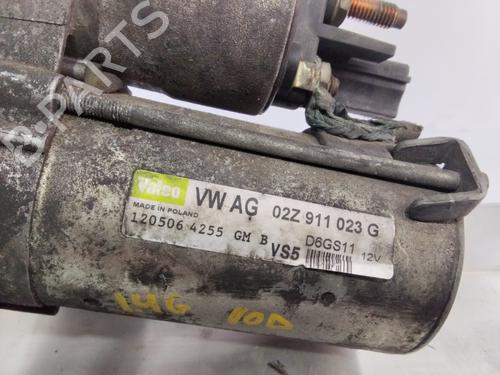 B-PARTS
Valeo VW AG 02Z 911 023 G
MADE IN POLAND
120506 4255 GM B VS5 D6GS11 12V
14G 10D